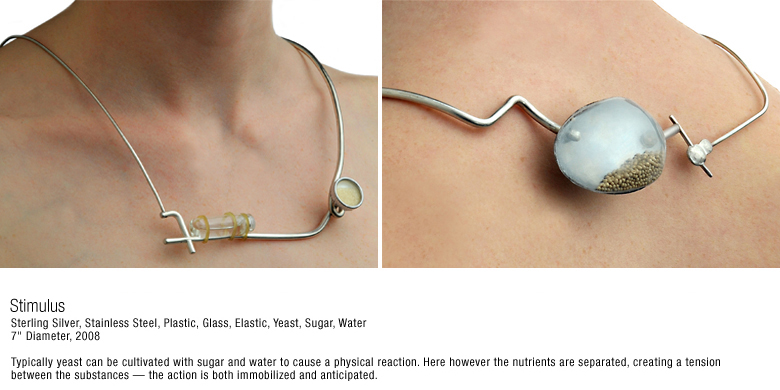 Stimulus
Sterling Silver, Stainless Steel, Plastic, Glass, Elastic, Yeast, Sugar, Water
7" Diameter, 2008
Typically yeast can be cultivated with sugar and water to cause a physical reaction. Here however the nutrients are separated, creating a tension
between the substances — the action is both immobilized and anticipated.